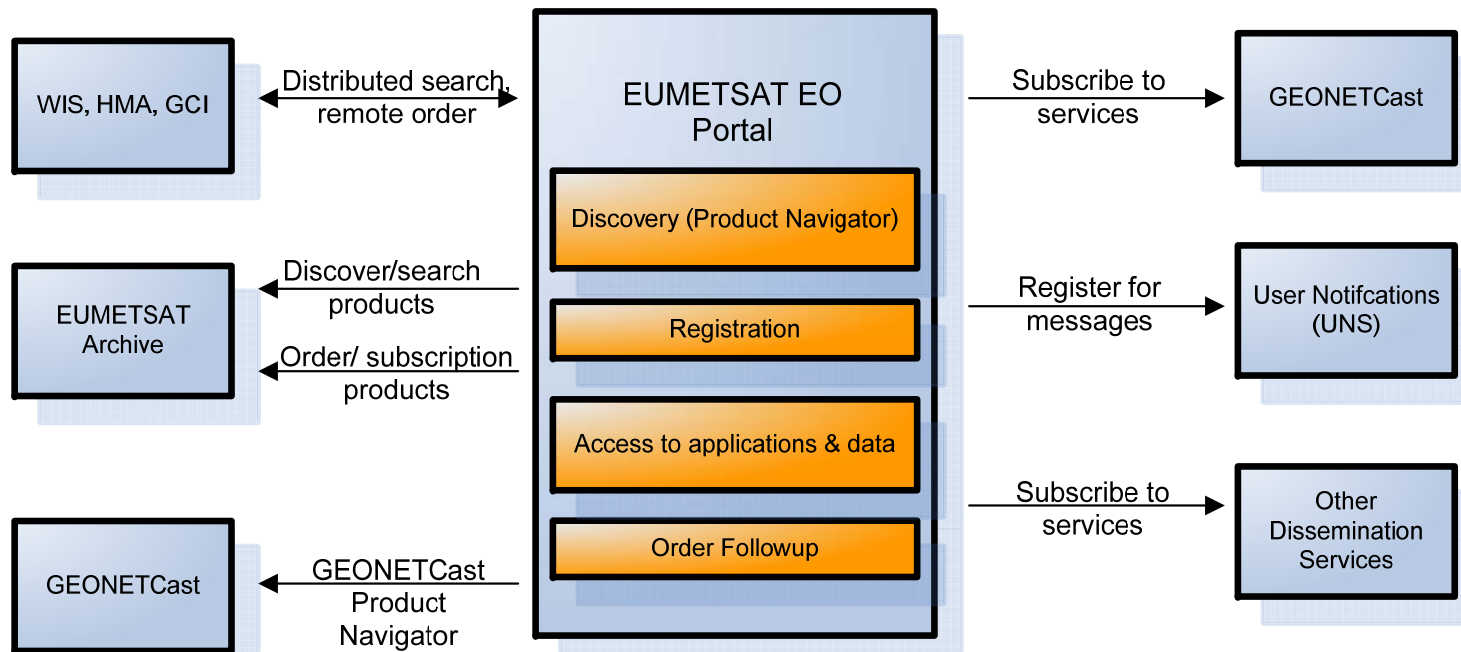 WIS, HMA, GCI
Distributed search,
remote order
EUMETSAT EO
Portal
Subscribe to
services
GEONETCast
Discovery (Product Navigator)
EUMETSAT
Archive
Discover/search
products
Order/ subscription
products
Registration
Register for
messages
User Notifcations
(UNS)
Access to applications & data
Subscribe to
services
Other
Dissemination
Services
Order Followup
GEONETCast
GEONETCast
Product
Navigator